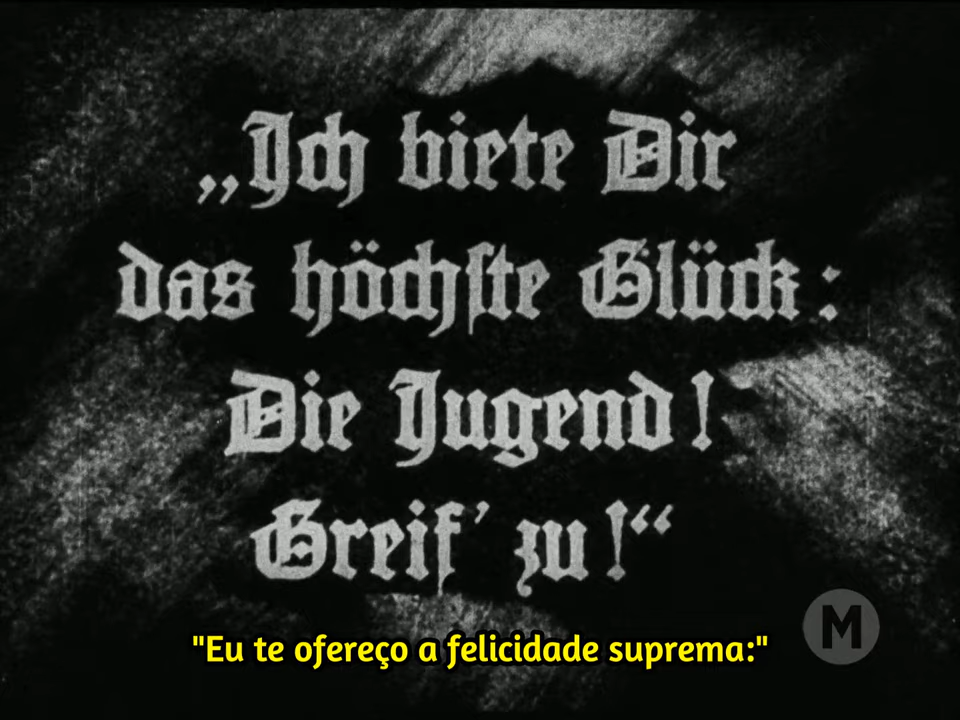 „Ich biete Dir
das höchste Glück:
Die Jugend!
Greif’ zu!“
M
"Eu te ofereço a felicidade suprema:"